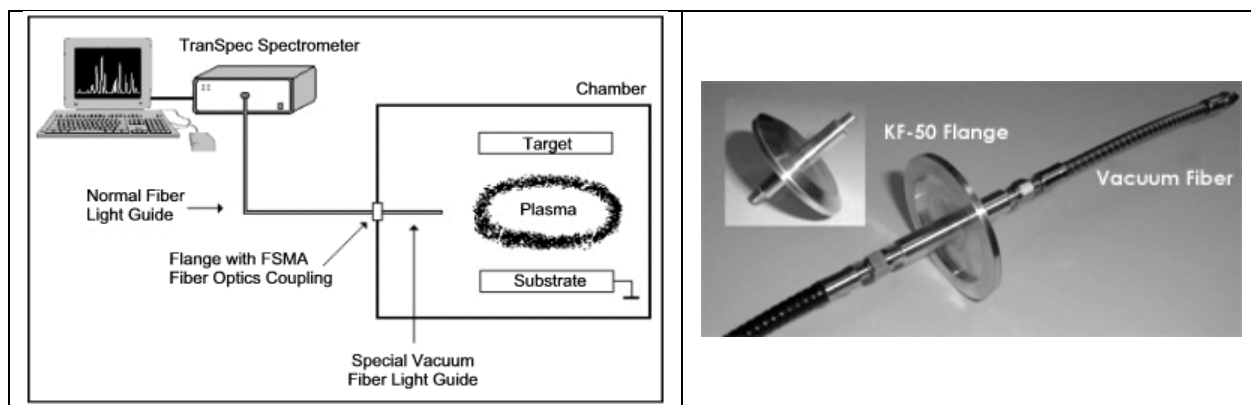 TranSpec Spectrometer
Chamber
Target
Normal Fiber
Light Guide
Plasma
Flange with FSMA
Fiber Optics Coupling
Substrate
Special Vacuum
Fiber Light Guide
KF-50 Flange
Vacuum Fiber